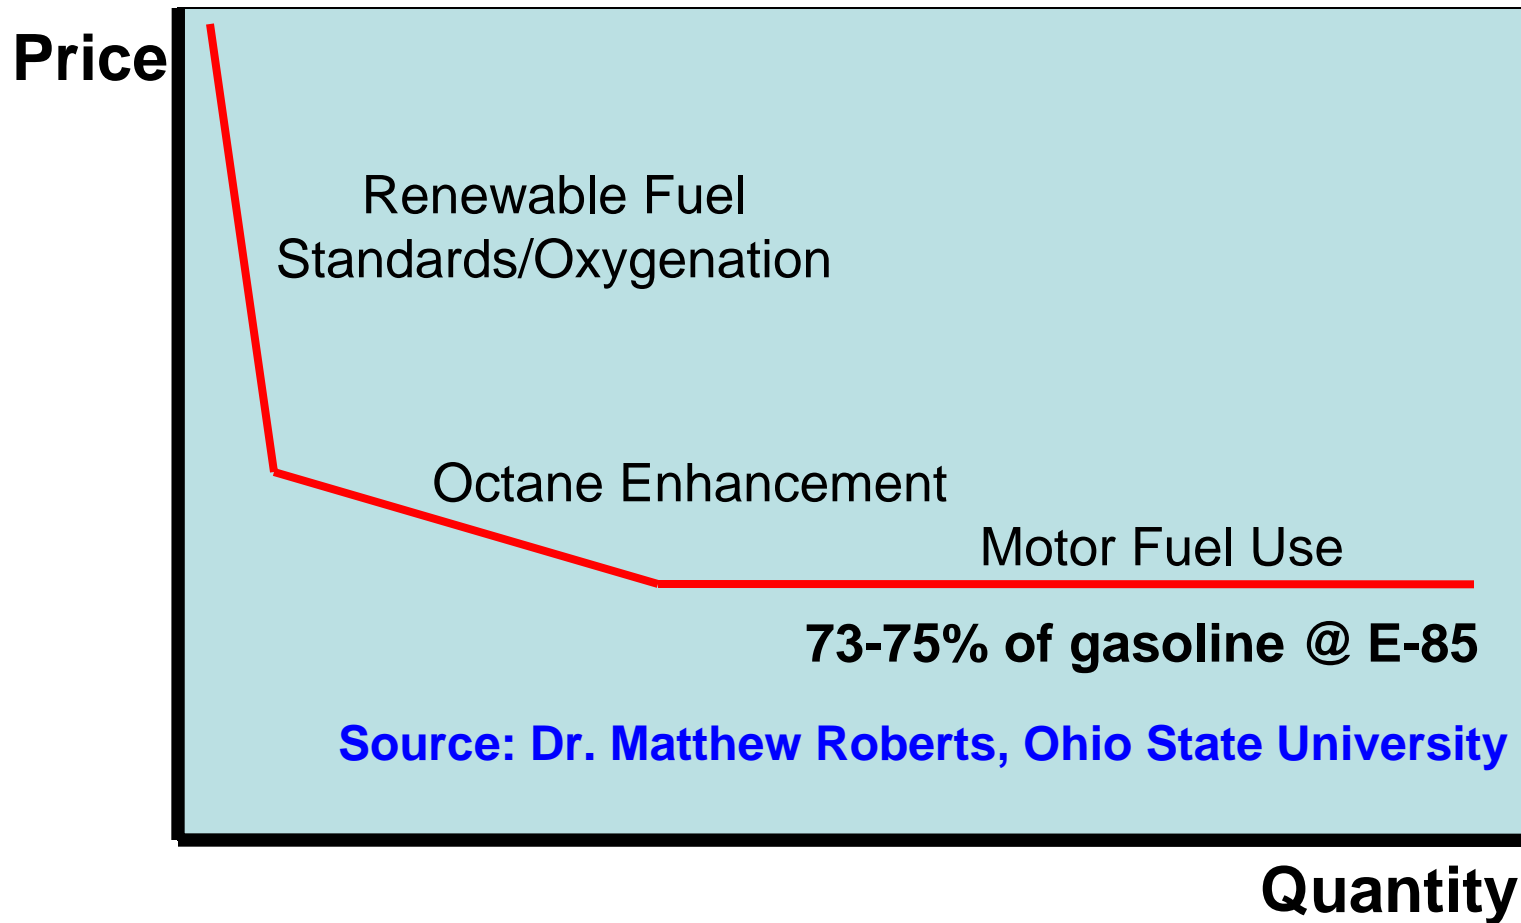 Price
Renewable Fuel
Standards/Oxygenation
Octane Enhancement
Motor Fuel Use
73-75% of gasoline @ E-85
Source: Dr. Matthew Roberts, Ohio State University
Quantity